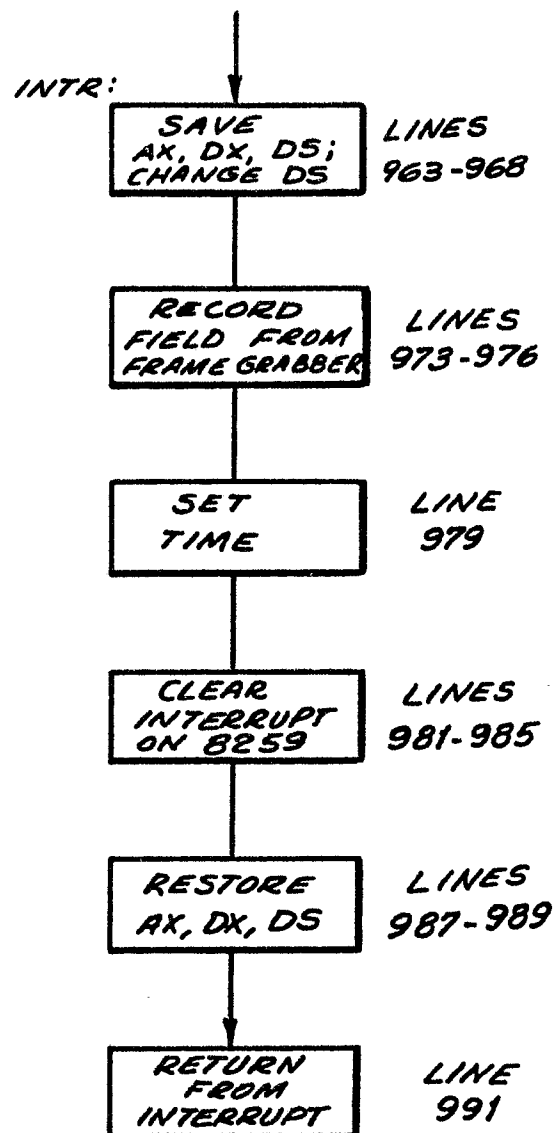 INTR:
SAVE
AX, DX, DS;
CHANGE DS
LINES
963-968
RECORD
FIELD FROM
FRAME GRABBER
LINES
973-976
SET
TIME
LINE
979
CLEAR
INTERRUPT
ON 8259
LINES
981-985
RESTORE
AX, DX, DS
LINES
987-989
RETURN
FROM
INTERRUPT
LINE
991